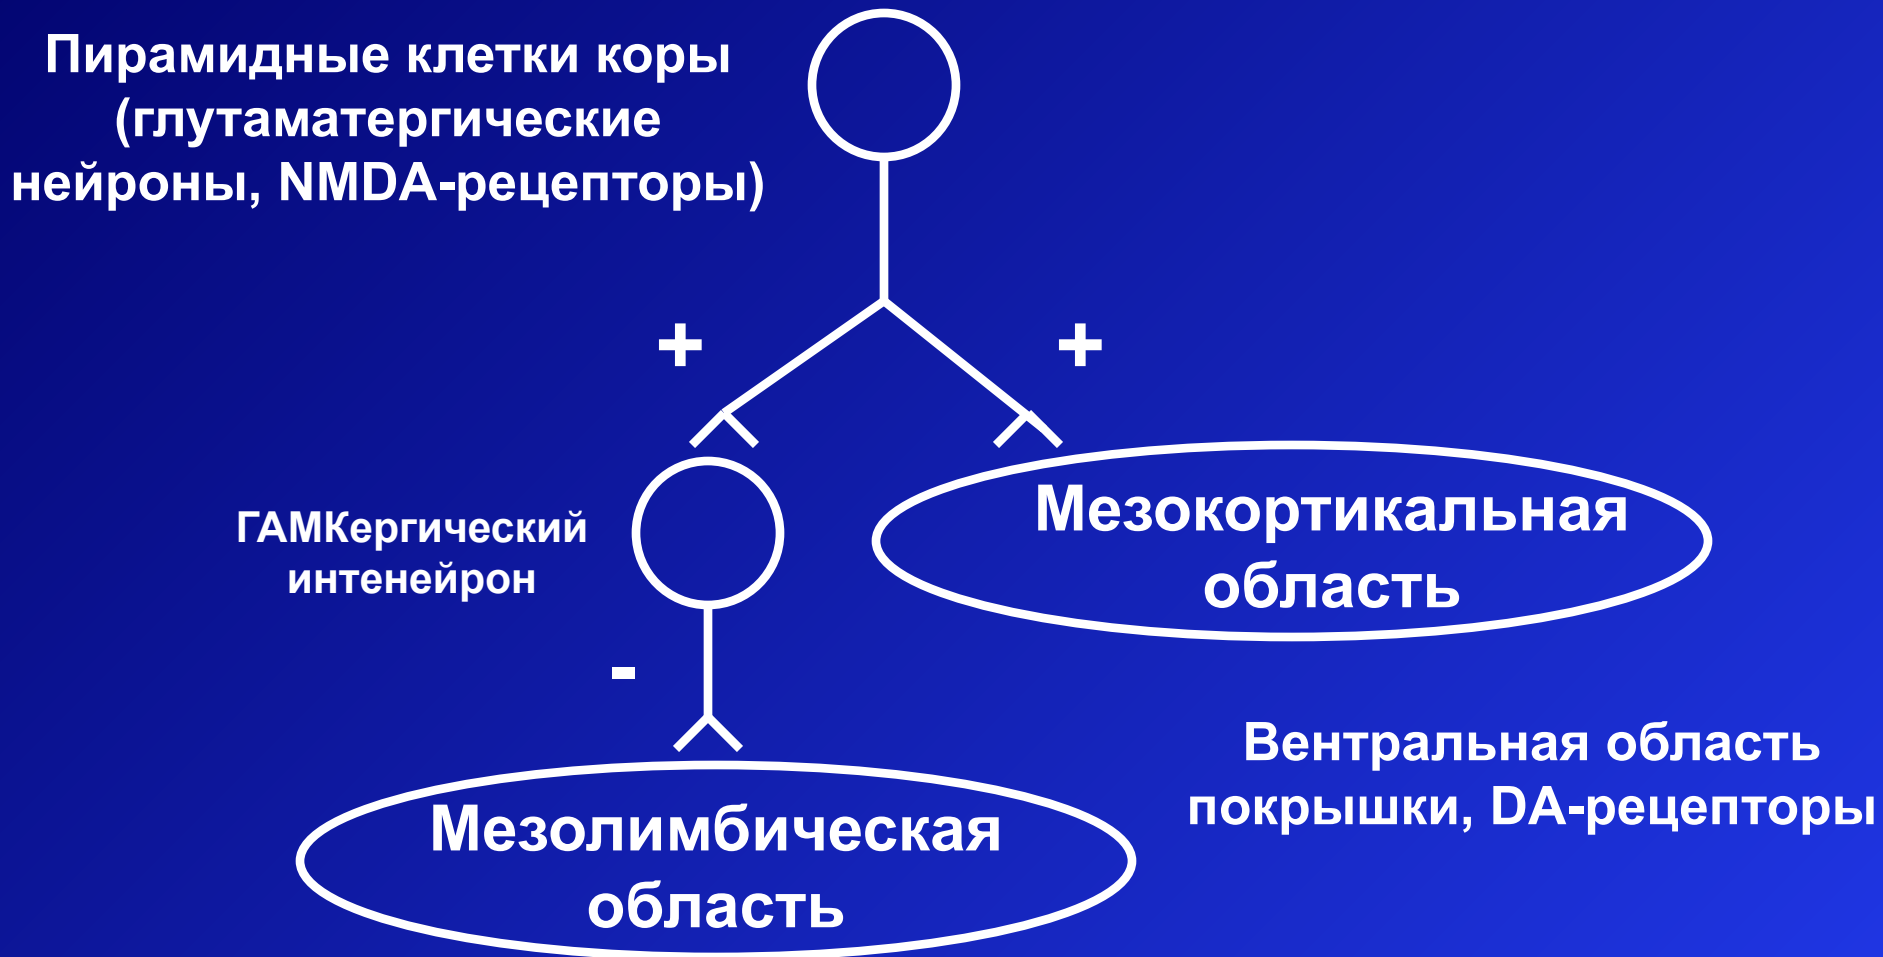 Пирамидные клетки коры
(глутаматергические
нейроны, NMDA-рецепторы)
+
+
ГАМКергический
интенейрон
Мезокортикальная
область
-
Вентральная область
покрышки, DA-рецепторы
Мезолимбическая
область